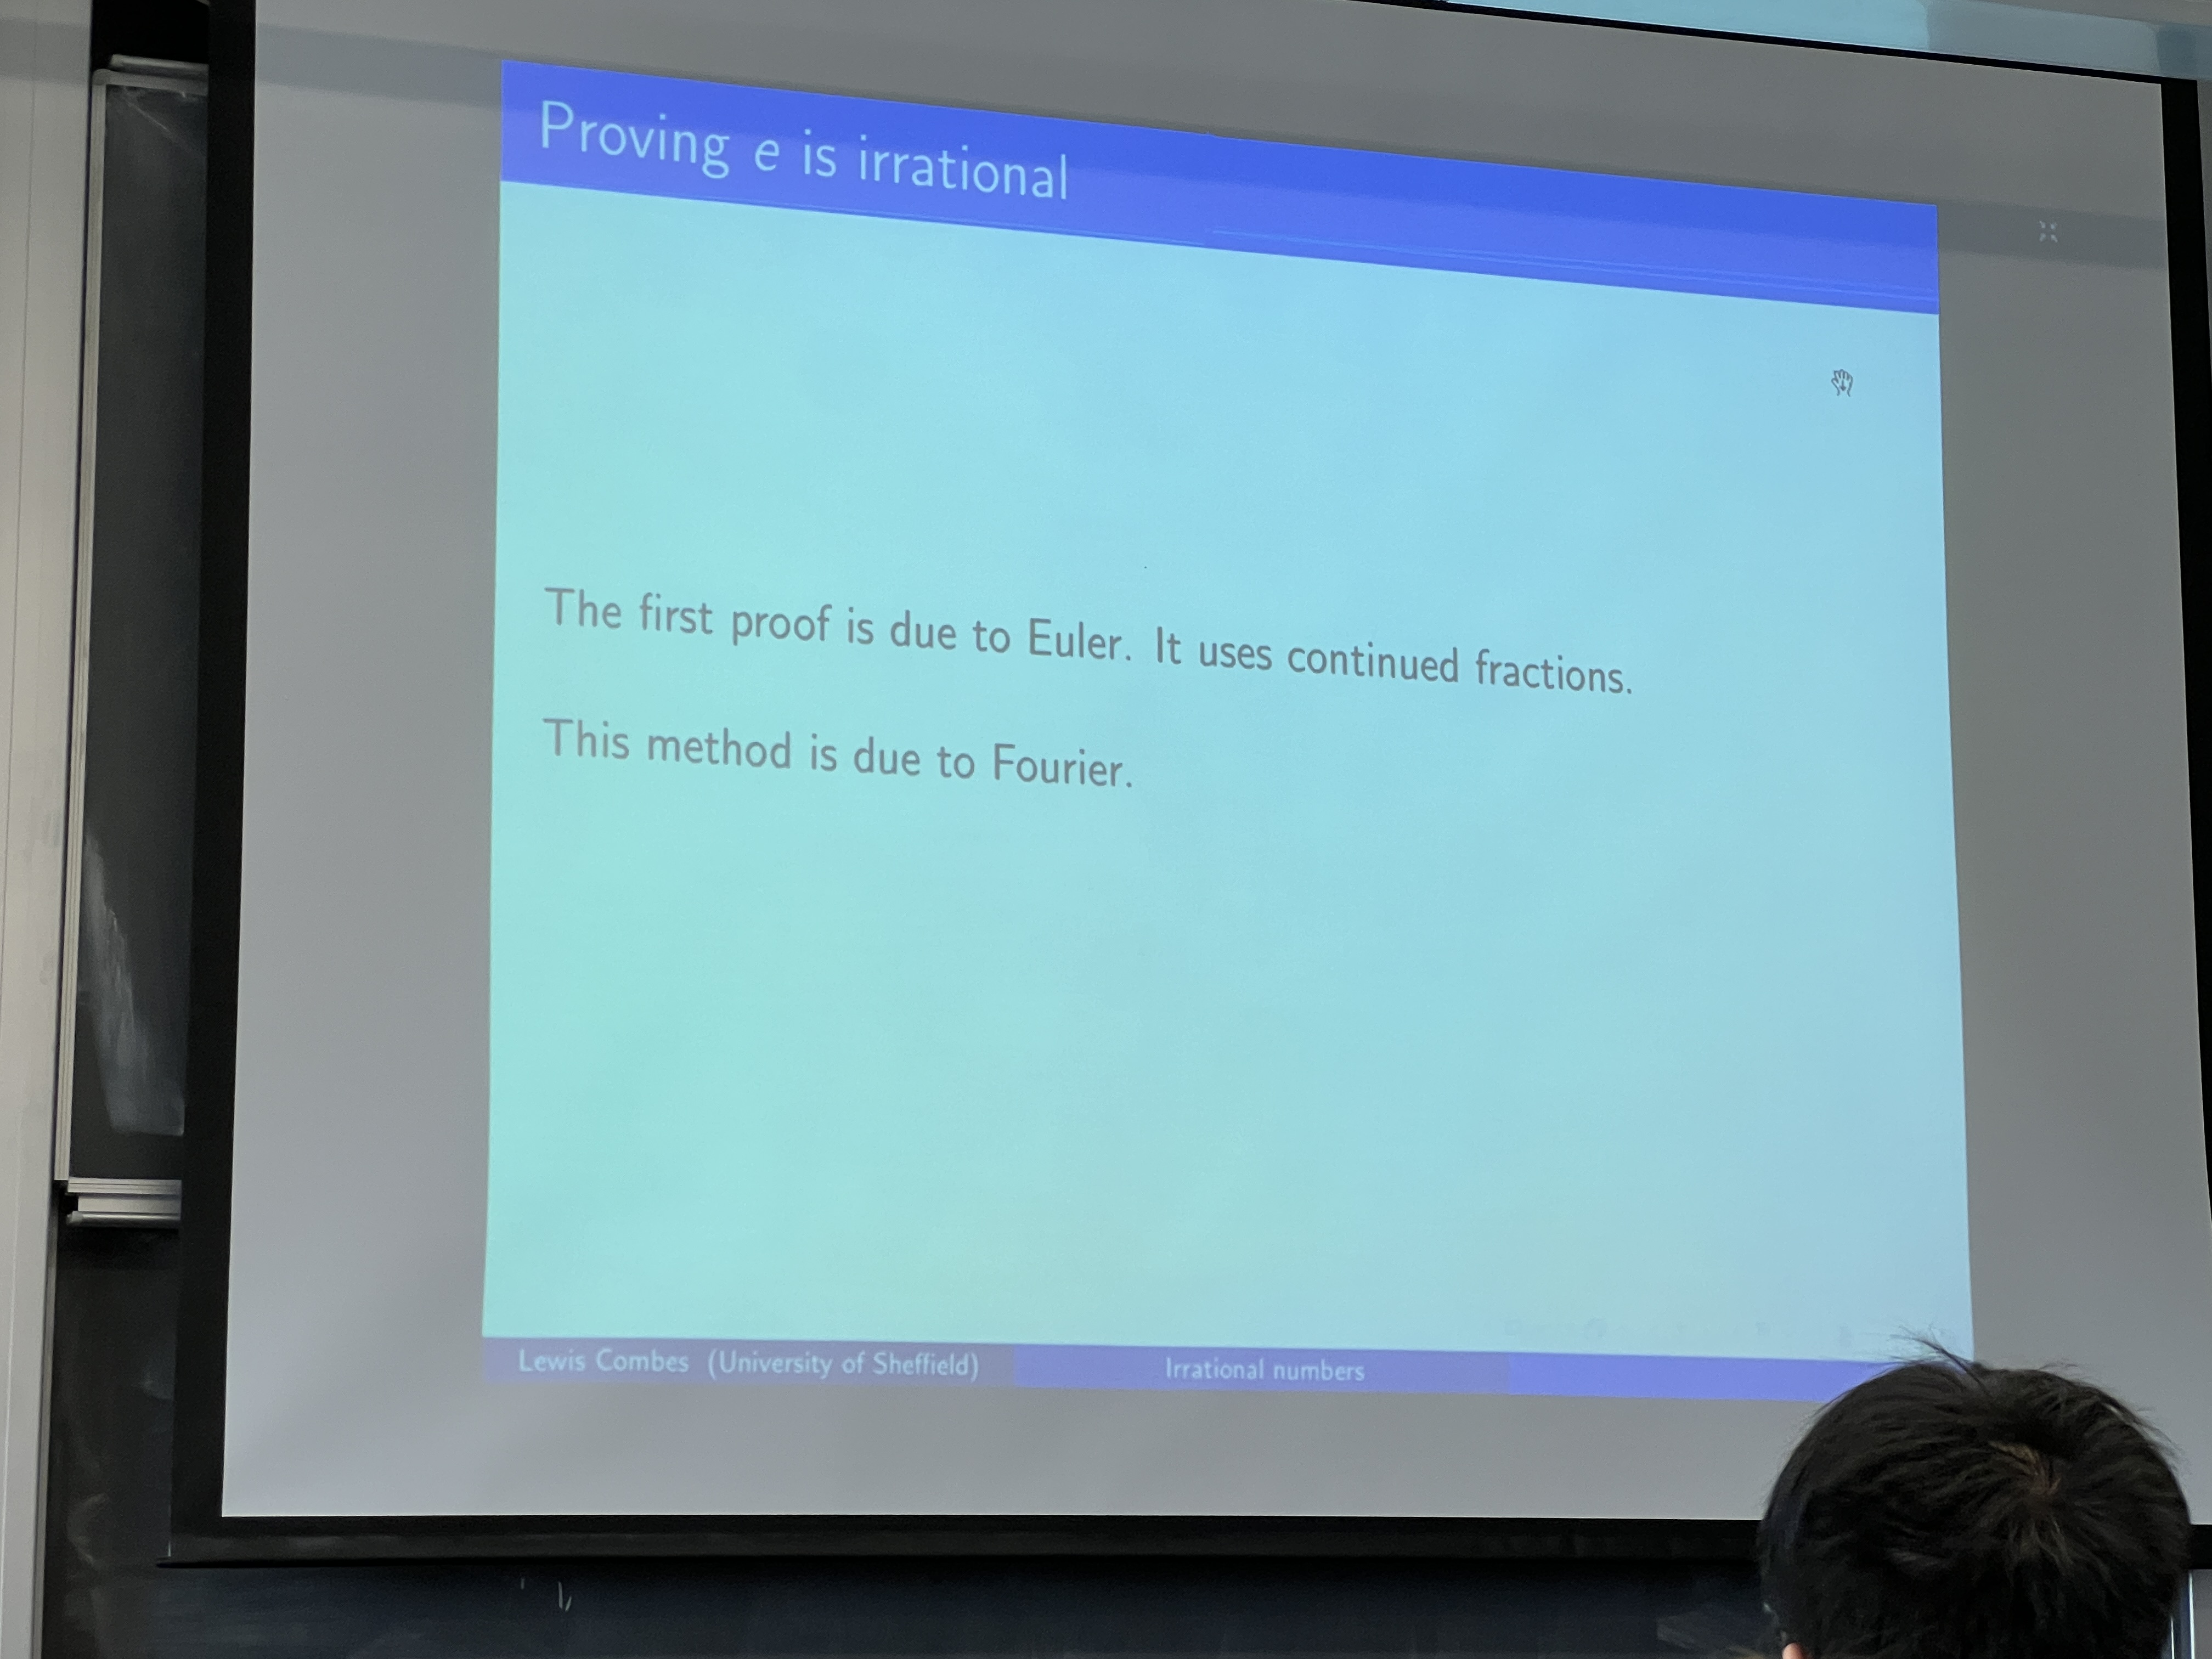 Proving e is irrational
The first proof is due to Euler. It uses continued fractions.
This method is due to Fourier.
Lewis Combes (University of Sheffield)
Irrational numbers